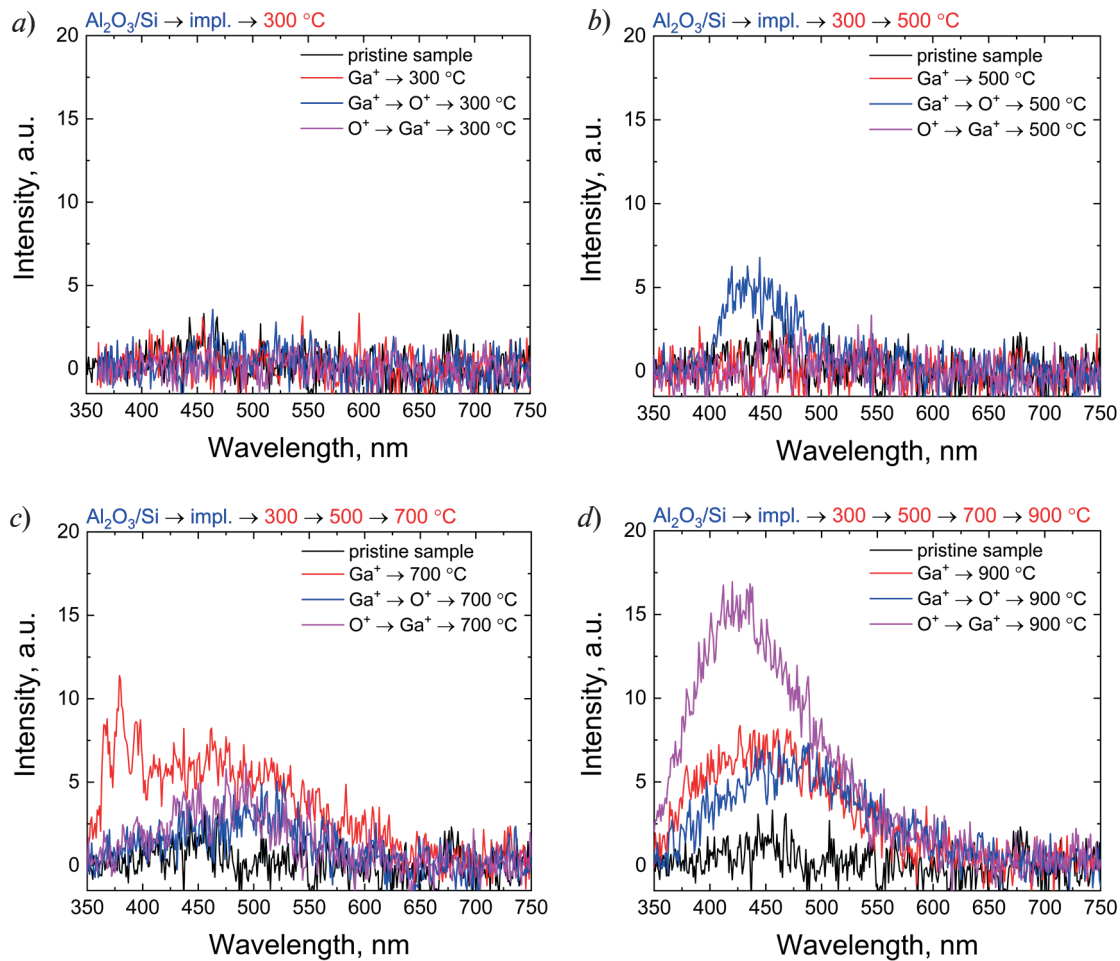 a) Al₂O₃/Si → impl. → 300 °C
20
15
10
5
0
Intensity, a.u.
pristine sample
Ga⁺ → 300 °C
Ga⁺ → O⁺ → 300 °C
O⁺ → Ga⁺ → 300 °C
350 400 450 500 550 600 650 700 750
Wavelength, nm
b) Al₂O₃/Si → impl. → 300 → 500 °C
20
15
10
5
0
Intensity, a.u.
pristine sample
Ga⁺ → 500 °C
Ga⁺ → O⁺ → 500 °C
O⁺ → Ga⁺ → 500 °C
350 400 450 500 550 600 650 700 750
Wavelength, nm
c) Al₂O₃/Si → impl. → 300 → 500 → 700 °C
20
15
10
5
0
Intensity, a.u.
pristine sample
Ga⁺ → 700 °C
Ga⁺ → O⁺ → 700 °C
O⁺ → Ga⁺ → 700 °C
350 400 450 500 550 600 650 700 750
Wavelength, nm
d) Al₂O₃/Si → impl. → 300 → 500 → 700 → 900 °C
20
15
10
5
0
Intensity, a.u.
pristine sample
Ga⁺ → 900 °C
Ga⁺ → O⁺ → 900 °C
O⁺ → Ga⁺ → 900 °C
350 400 450 500 550 600 650 700 750
Wavelength, nm